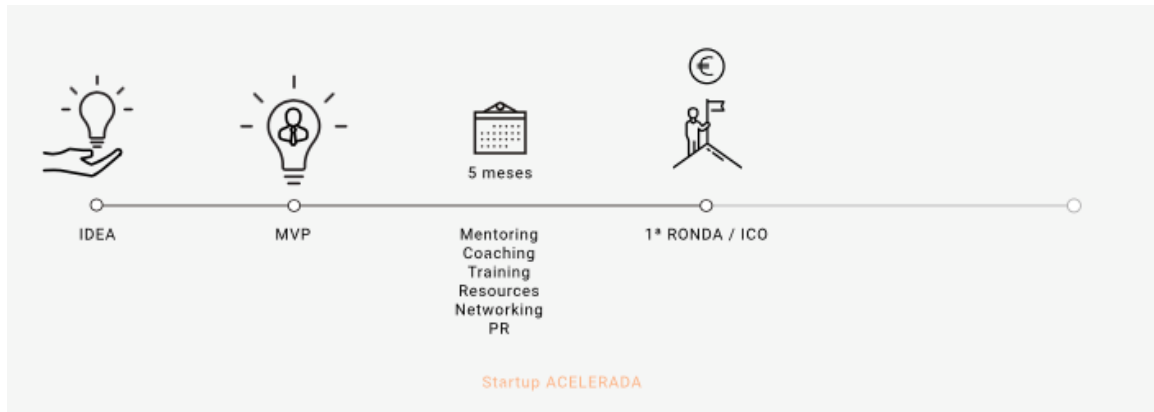 5 meses
IDEA
MVP
Mentoring
Coaching
Training
Resources
Networking
PR
1ª RONDA / ICO
Startup ACELERADA